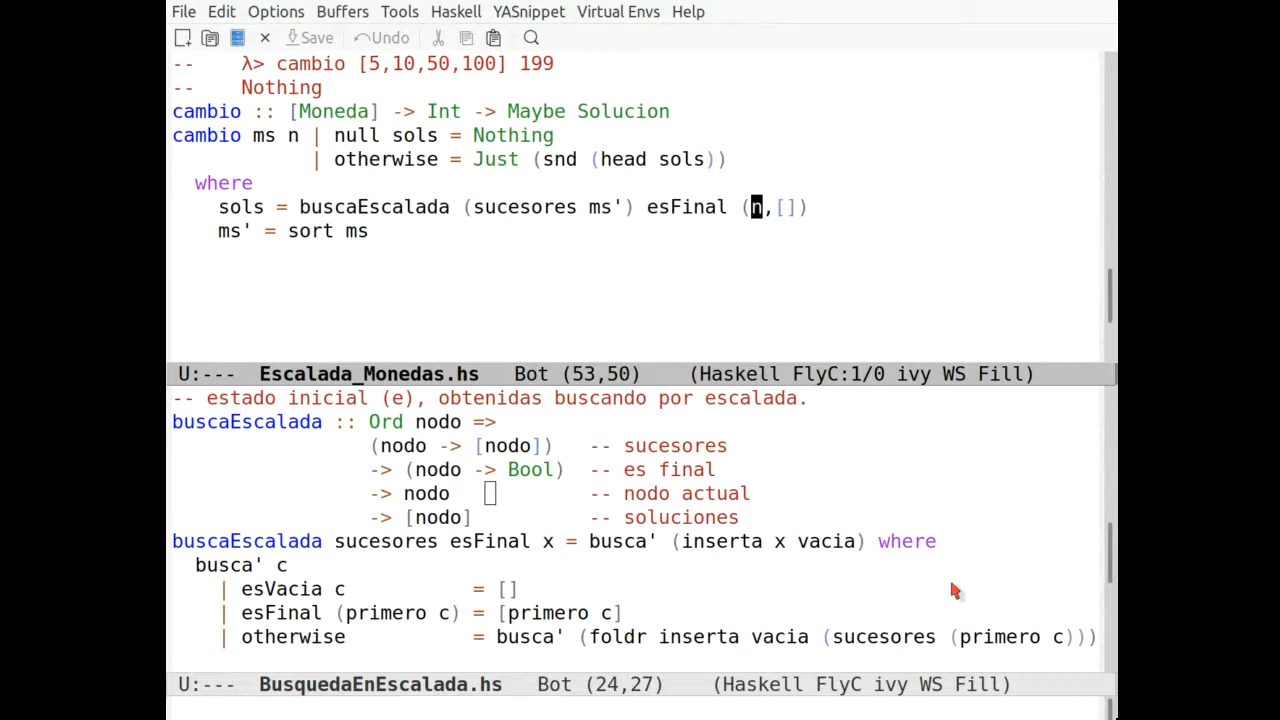 File Edit Options Buffers Tools Haskell YASnippet Virtual Envs Help
Save Undo
-- λ> cambio [5,10,50,100] 199
-- Nothing
cambio :: [Moneda] -> Int -> Maybe Solucion
cambio ms n | null sols = Nothing
| otherwise = Just (snd (head sols))
where
sols = buscaEscalada (sucesores ms') esFinal (n,[])
ms' = sort ms
U:--- Escalada_Monedas.hs Bot (53,50) (Haskell FlyC:1/0 ivy WS Fill)
-- estado inicial (e), obtenidas buscando por escalada.
buscaEscalada :: Ord nodo =>
(nodo -> [nodo]) -- sucesores
-> (nodo -> Bool) -- es final
-> nodo -- nodo actual
-> [nodo] -- soluciones
buscaEscalada sucesores esFinal x = busca' (inserta x vacia) where
busca' c
| esVacia c = []
| esFinal (primero c) = [primero c]
| otherwise = busca' (foldr inserta vacia (sucesores (primero c)))
U:--- BusquedaEnEscalada.hs Bot (24,27) (Haskell FlyC ivy WS Fill)